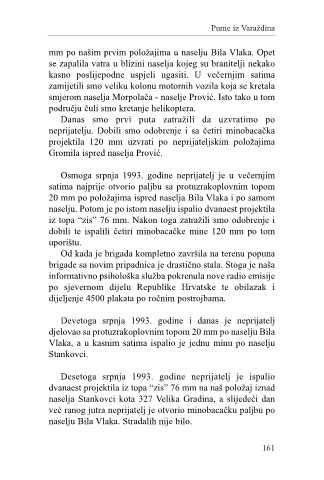 Pume iz Varaždina
mm po našim prvim položajima u naselju Bila Vlaka. Opet
se zapalila vatra u blizini naselja kojeg su branitelji nekako
kasno poslijepodne uspjeli ugasiti. U večernjim satima
zamijetili smo veliku kolonu motornih vozila koja se kretala
smjerom naselja Morpolača - naselje Prović. Isto tako u tom
području čuli smo kretanje helikoptera.
Danas smo prvi puta zatražili da uzvratimo po
neprijatelju. Dobili smo odobrenje i sa četiri minobacačka
projektila 120 mm uzvrati po neprijateljskim položajima
Gromila ispred naselja Prović.
Osmoga srpnja 1993. godine neprijatelj je u večernjim
satima najprije otvorio paljbu sa protuzrakoplovnim topom
20 mm po položajima ispred naselja Bila Vlaka i po samom
naselju. Potom je po istom naselju ispalio dvanaest projektila
iz topa “zis” 76 mm. Nakon toga zatražili smo odobrenje i
dobili te ispalili četiri minobacačke mine 120 mm po tom
uporištu.
Od kada je brigada kompletno završila na terenu popuna
brigade sa novim pripadnica je drastično stala. Stoga je naša
informativno psihološka služba pokrenula nove radio emisije
po sjevernom dijelu Republike Hrvatske te obilazak i
dijeljenje 4500 plakata po ročnim postrojbama.
Devetoga srpnja 1993. godine i danas je neprijatelj
djelovao sa protuzrakoplovnim topom 20 mm po naselju Bila
Vlaka, a u kasnim satima ispalio je jednu minu po naselju
Stankovci.
Desetoga srpnja 1993. godine neprijatelj je ispalio
dvanaest projektila iz topa “zis” 76 mm na naš položaj iznad
naselja Stankovci kota 327 Velika Gradina, a slijedeći dan
već ranog jutra neprijatelj je otvorio minobacačku paljbu po
naselju Bila Vlaka. Stradalih nije bilo.
161